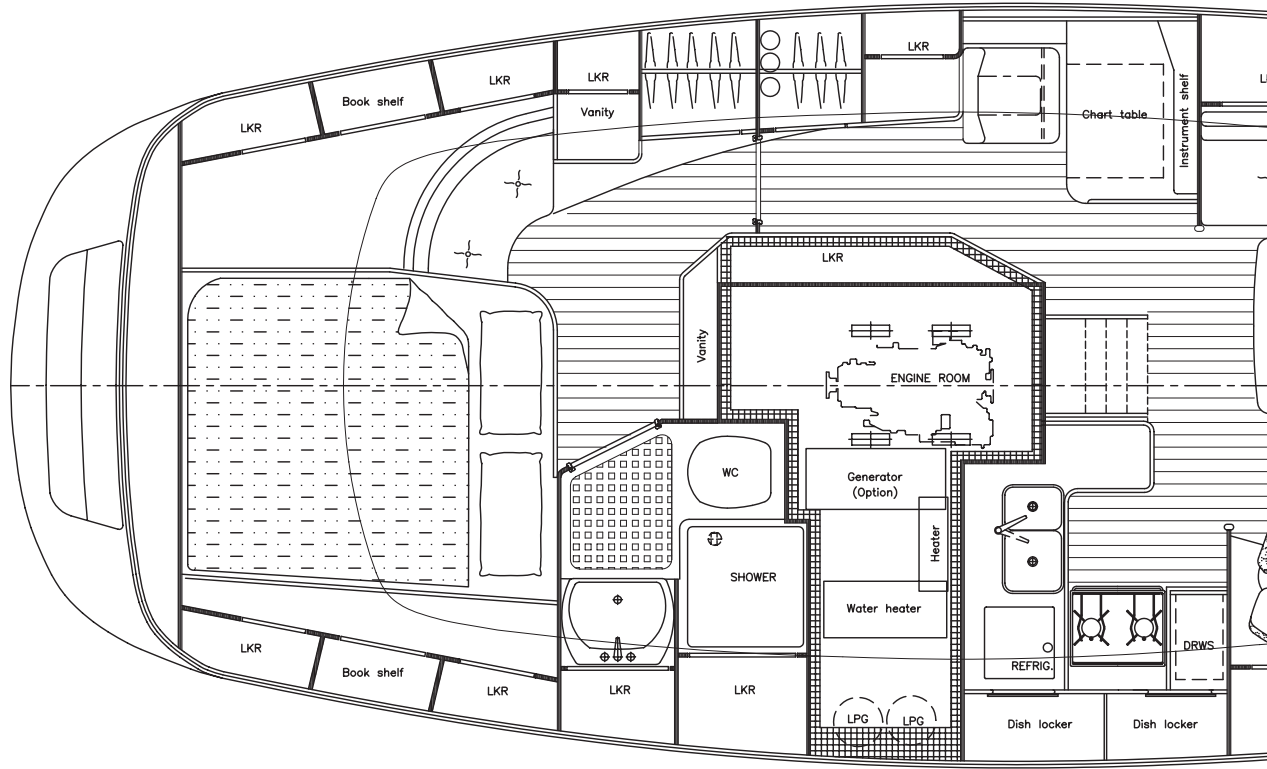 LKR
LKR
LKR
LKR
Book shelf
Vanity
Chart table
Instrument shelf
LKR
Vanity
ENGINE ROOM
WC
Generator
(Option)
Heater
SHOWER
Water heater
REFRIG.
DRWS
LKR
Book shelf
LKR
LKR
LKR
LPG
LPG
Dish locker
Dish locker